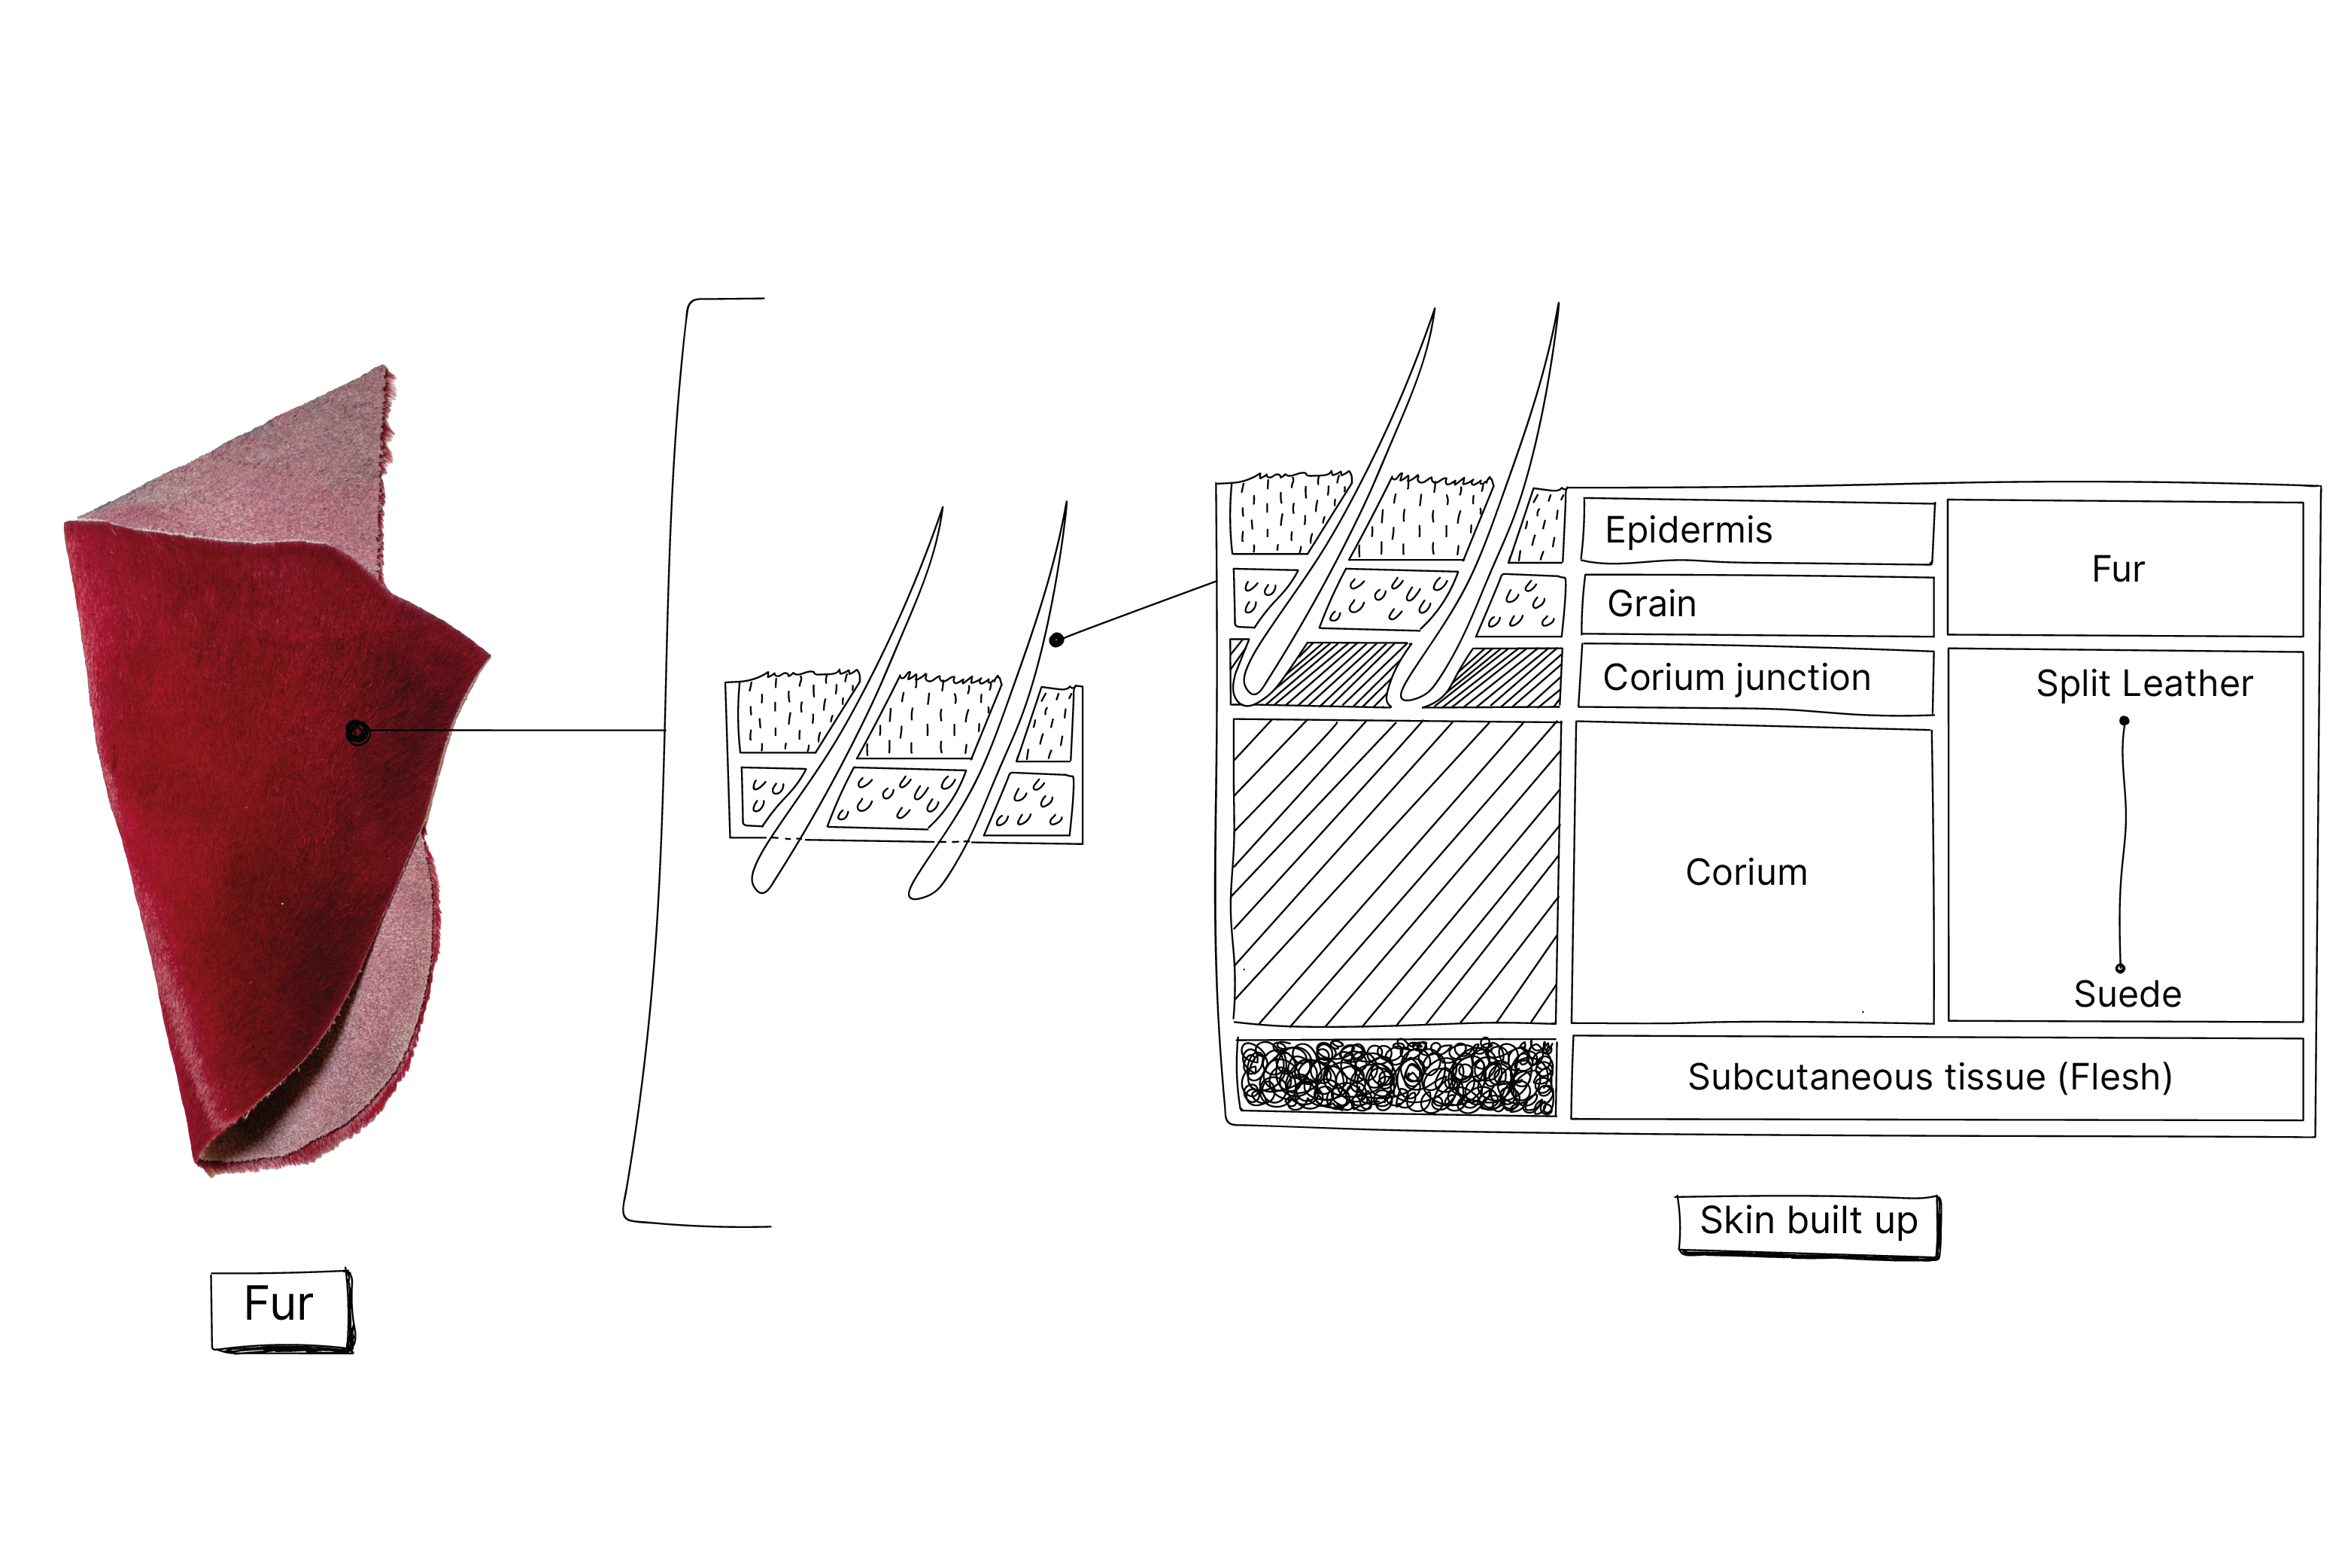 Epidermis
Fur
Grain
Corium junction
Split Leather
Corium
Suede
Subcutaneous tissue (Flesh)
Skin built up
Fur